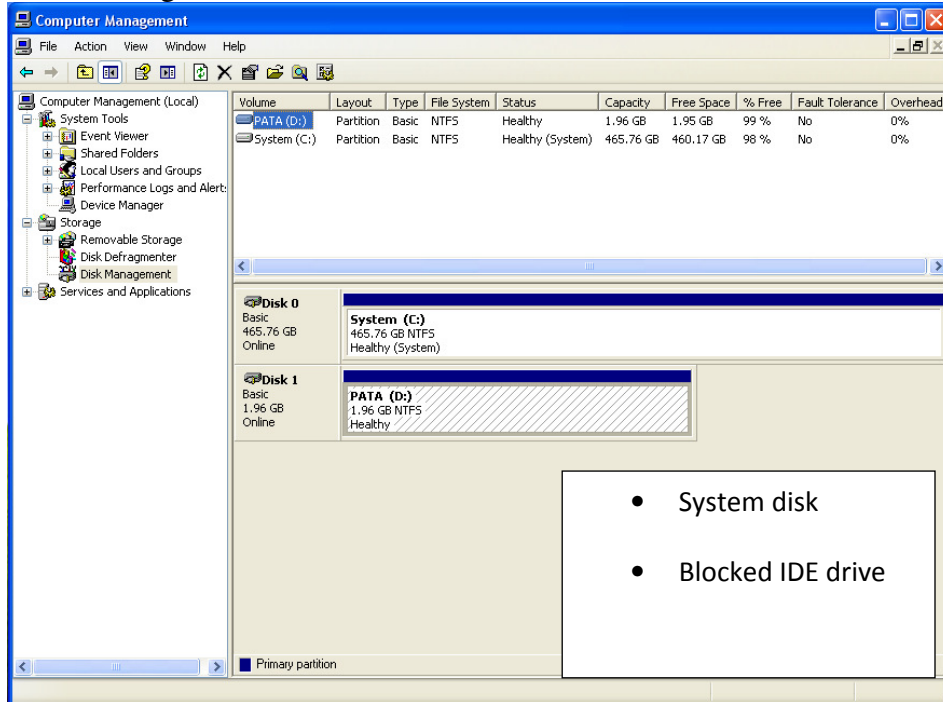 Computer Management
File Action View Window Help
Computer Management (Local)
System Tools
Event Viewer
Shared Folders
Local Users and Groups
Performance Logs and Alert
Device Manager
Storage
Removable Storage
Disk Defragmenter
Disk Management
Services and Applications
Volume Layout Type File System Status Capacity Free Space % Free Fault Tolerance Overhead
PATA (D:) Partition Basic NTFS Healthy 1.96 GB 1.95 GB 99 % No 0%
System (C:) Partition Basic NTFS Healthy (System) 465.76 GB 460.17 GB 98 % No 0%
Disk 0
Basic
465.76 GB
Online
System (C:)
465.76 GB NTFS
Healthy (System)
Disk 1
Basic
1.96 GB
Online
PATA (D:)
1.96 GB NTFS
Healthy
• System disk
• Blocked IDE drive
Primary partition